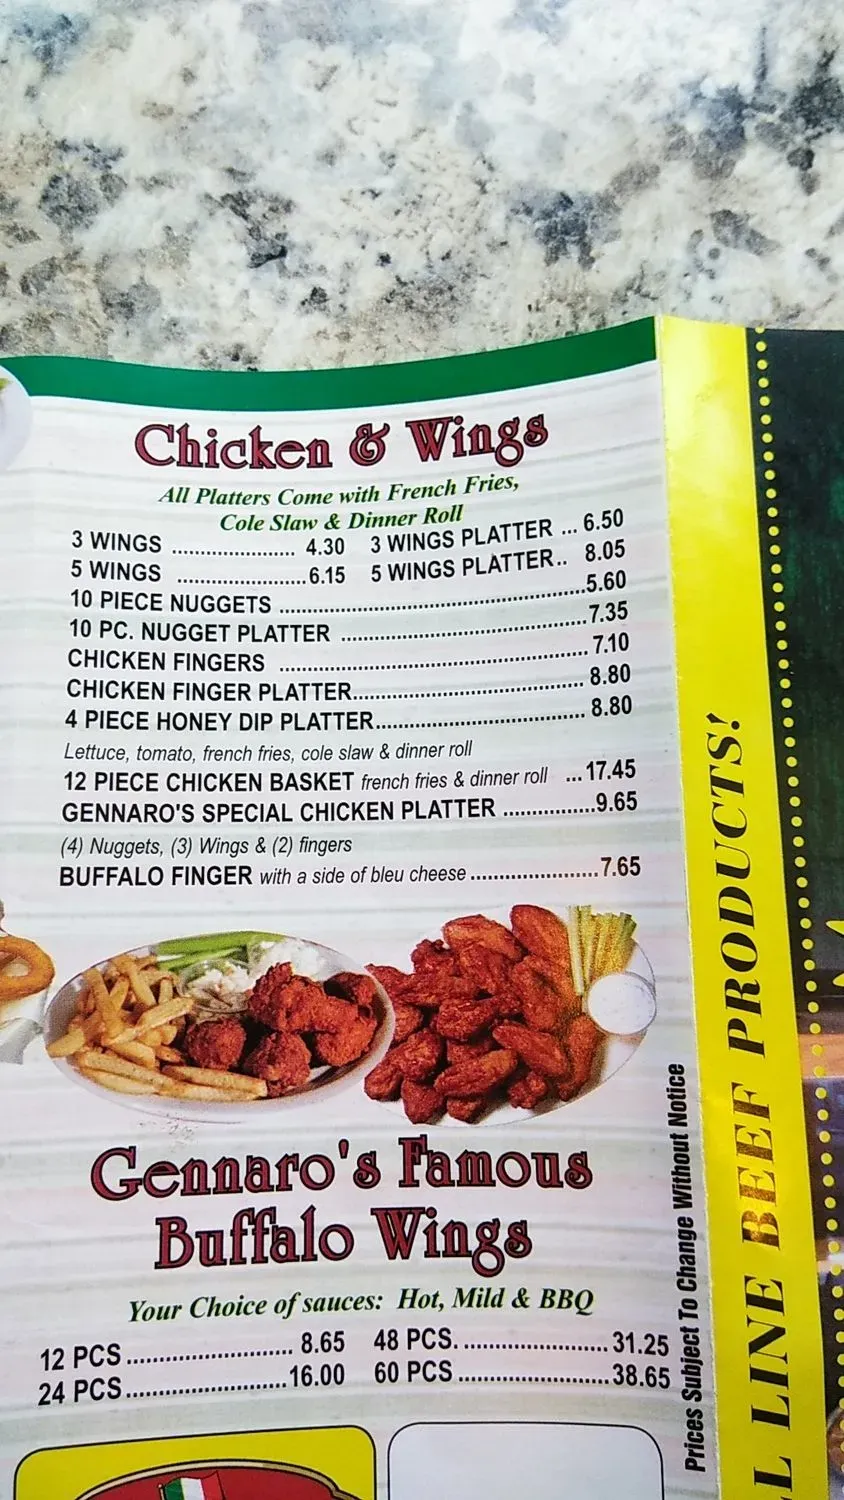 Chicken & Wings
All Platters Come with French Fries,
Cole Slaw & Dinner Roll
3 WINGS ...................... 4.30 3 WINGS PLATTER ... 6.50
5 WINGS .......................6.15 5 WINGS PLATTER.. 8.05
10 PIECE NUGGETS .......................................................5.60
10 PC. NUGGET PLATTER ............................................7.35
CHICKEN FINGERS ....................................................... 7.10
CHICKEN FINGER PLATTER......................................... 8.80
4 PIECE HONEY DIP PLATTER..................................... 8.80
Lettuce, tomato, french fries, cole slaw & dinner roll
12 PIECE CHICKEN BASKET french fries & dinner roll ...17.45
GENNARO'S SPECIAL CHICKEN PLATTER ................9.65
(4) Nuggets, (3) Wings & (2) fingers
BUFFALO FINGER with a side of bleu cheese......................7.65
Gennaro's Famous
Buffalo Wings
Your Choice of sauces: Hot, Mild & BBQ
12 PCS ............................ 8.65 48 PCS. ......................... 31.25
24 PCS............................16.00 60 PCS ..........................38.65
Prices Subject To Change Without Notice
LINE BEEF PRODUCTS!